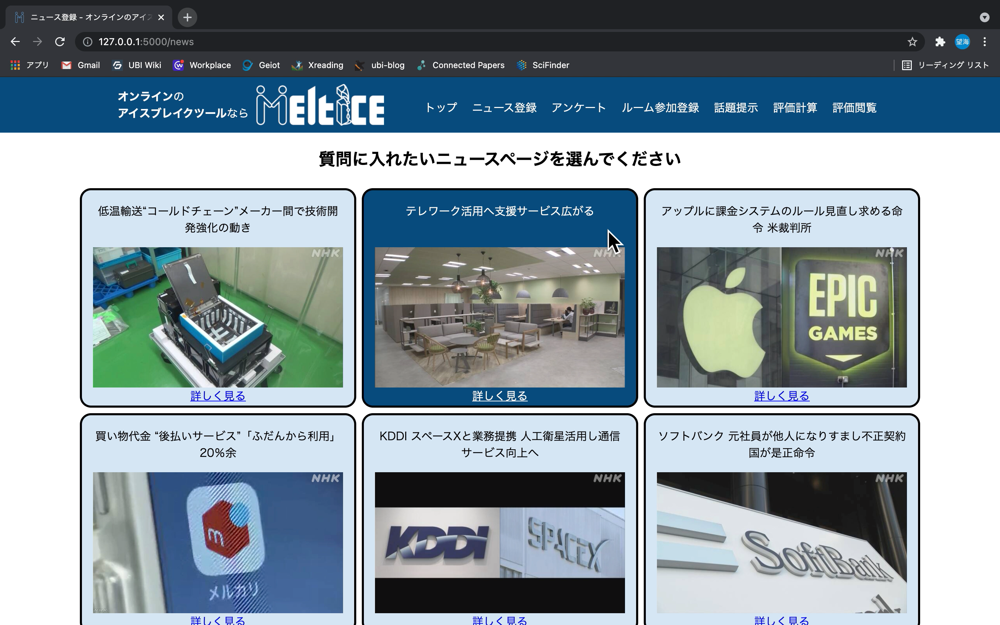 ニュース登録 - オンラインのアイス
127.0.0.1:5000/news
望海
アプリ
Gmail
UBI Wiki
Workplace
Geiot
Xreading
ubi-blog
Connected Papers
SciFinder
リーディング リスト
オンラインの
アイスブレイクツールなら
MEltICE
トップ
ニュース登録
アンケート
ルーム参加登録
話題提示
評価計算
評価閲覧
質問に入れたいニュースページを選んでください
低温輸送“コールドチェーン”メーカー間で技術開
発強化の動き
NHK
詳しく見る
テレワーク活用へ支援サービス広がる
NHK
詳しく見る
アップルに課金システムのルール見直し求める命
令 米裁判所
NHK
EPIC
GAMES
詳しく見る
買い物代金 “後払いサービス”「ふだんから利用」
20％余
NHK
m
メルカリ
NHK
詳しく見る
KDDI スペースXと業務提携 人工衛星活用し通信
サービス向上へ
NHK
KDDI
SPACEX
詳しく見る
ソフトバンク 元社員が他人になりすまし不正契約
国が是正命令
NHK
SoftBank
詳しく見る